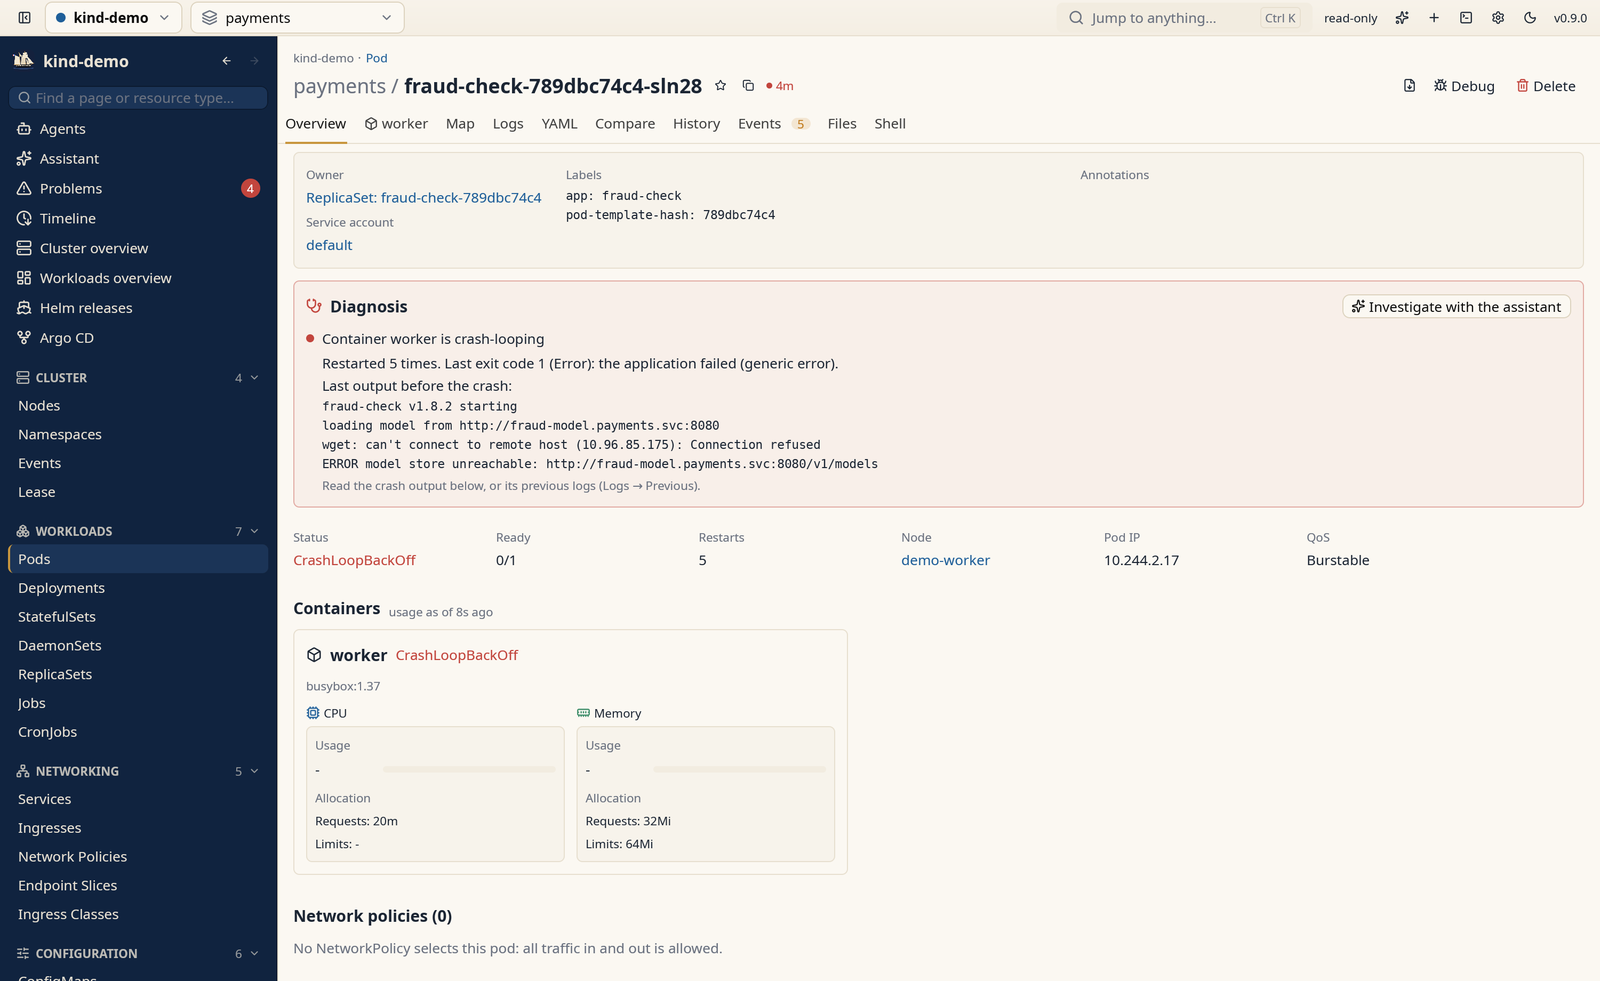 kind-demo
payments
Jump to anything...
Ctrl K
read-only
v0.9.0
kind-demo
Find a page or resource type...
Agents
Assistant
Problems
4
Timeline
Cluster overview
Workloads overview
Helm releases
Argo CD
CLUSTER
4
Nodes
Namespaces
Events
Lease
WORKLOADS
7
Pods
Deployments
StatefulSets
DaemonSets
ReplicaSets
Jobs
CronJobs
NETWORKING
5
Services
Ingresses
Network Policies
Endpoint Slices
Ingress Classes
CONFIGURATION
6
ConfigMaps
kind-demo · Pod
payments / fraud-check-789dbc74c4-sln28
4m
Debug
Delete
Overview
worker
Map
Logs
YAML
Compare
History
Events 5
Files
Shell
Owner
ReplicaSet: fraud-check-789dbc74c4
Service account
default
Labels
app: fraud-check
pod-template-hash: 789dbc74c4
Annotations
Diagnosis
Investigate with the assistant
Container worker is crash-looping
Restarted 5 times. Last exit code 1 (Error): the application failed (generic error).
Last output before the crash:
fraud-check v1.8.2 starting
loading model from http://fraud-model.payments.svc:8080
wget: can't connect to remote host (10.96.85.175): Connection refused
ERROR model store unreachable: http://fraud-model.payments.svc:8080/v1/models
Read the crash output below, or its previous logs (Logs → Previous).
Status
CrashLoopBackOff
Ready
0/1
Restarts
5
Node
demo-worker
Pod IP
10.244.2.17
QoS
Burstable
Containers usage as of 8s ago
worker CrashLoopBackOff
busybox:1.37
CPU
Usage
-
Allocation
Requests: 20m
Limits: -
Memory
Usage
-
Allocation
Requests: 32Mi
Limits: 64Mi
Network policies (0)
No NetworkPolicy selects this pod: all traffic in and out is allowed.